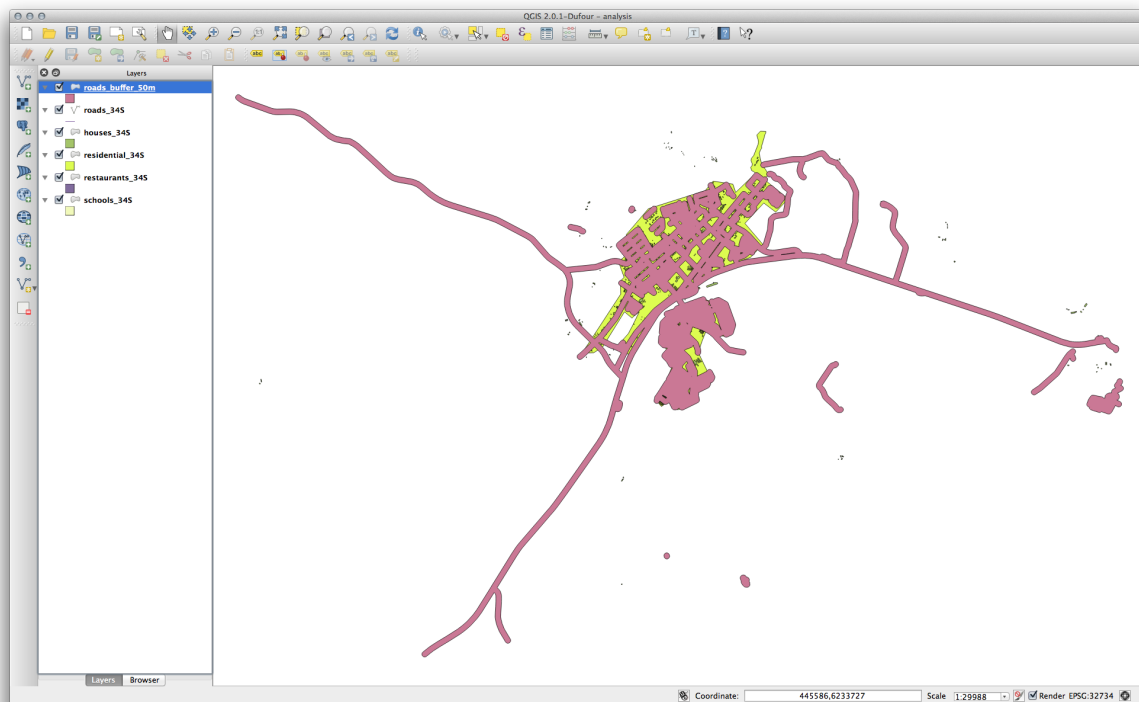 QGIS 2.0.1-Dufour - analysis
Layers
roads_buffer_50m
roads_34S
houses_34S
residential_34S
restaurants_34S
schools_34S
Layers
Browser
Coordinate:
445586,6233727
Scale
1:29988
Render
EPSG:32734